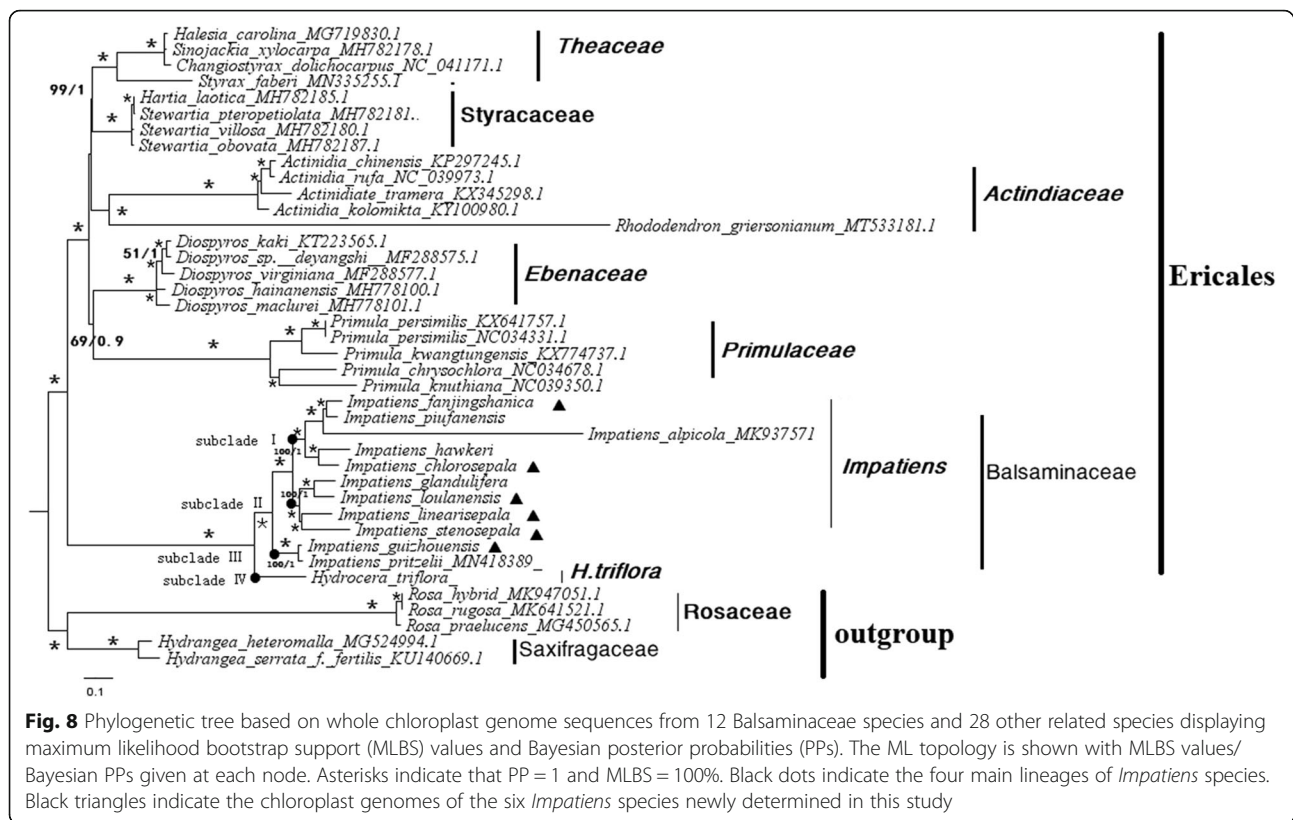 Halesia_carolina_MG719830.1
Sinojackia_xylocarpa_MH782178.1
Changiostyrax_dolichocarpus_NC_041171.1
Styrax_faberi_MN335255.1
Theaceae
99/1
Hartia_laotica_MH782185.1
Stewartia_pteropetiolata_MH782181..
Stewartia_villosa_MH782180.1
Stewartia_obovata_MH782187.1
Styracaceae
Actinidia_chinensis_KP297245.1
Actinidia_rufa_NC_039973.1
Actinidiate_tramera_KX345298.1
Actinidia_kolomikta_KY100980.1
Rhododendron_griersonianum_MT533181.1
Actindiaceae
Diospyros_kaki_KT223565.1
51/1
Diospyros_sp._deyangshi_MF288575.1
Diospyros_virginiana_MF288577.1
Diospyros_hainanensis_MH778100.1
Diospyros_maclurei_MH778101.1
Ebenaceae
Ericales
69/0.9
Primula_persimilis_KX641757.1
Primula_persimilis_NC034331.1
Primula_kwangtungensis_KX774737.1
Primula_chrysochlora_NC034678.1
Primula_knuthiana_NC039350.1
Primulaceae
Impatiens_fanjingshanica ▲
Impatiens_piufanensis
Impatiens_alpicola_MK937571
subclade I
100/1
Impatiens_hawkeri
Impatiens_chlorosepala ▲
Impatiens_glandulifera
subclade II
100/1
Impatiens_loulanensis ▲
Impatiens_linearisepala ▲
Impatiens_stenosepala ▲
Impatiens
Balsaminaceae
Impatiens_guizhouensis ▲
subclade III
100/1
Impatiens_pritzelii_MN418389_
subclade IV
Hydrocera_triflora_
H.triflora
Rosa_hybrid_MK947051.1
Rosa_rugosa_MK641521.1
Rosa_praelucens_MG450565.1
Rosaceae
outgroup
Hydrangea_heteromalla_MG524994.1
Hydrangea_serrata_f._fertilis_KU140669.1
Saxifragaceae
0.1
Fig. 8 Phylogenetic tree based on whole chloroplast genome sequences from 12 Balsaminaceae species and 28 other related species displaying
maximum likelihood bootstrap support (MLBS) values and Bayesian posterior probabilities (PPs). The ML topology is shown with MLBS values/
Bayesian PPs given at each node. Asterisks indicate that PP = 1 and MLBS = 100%. Black dots indicate the four main lineages of Impatiens species.
Black triangles indicate the chloroplast genomes of the six Impatiens species newly determined in this study